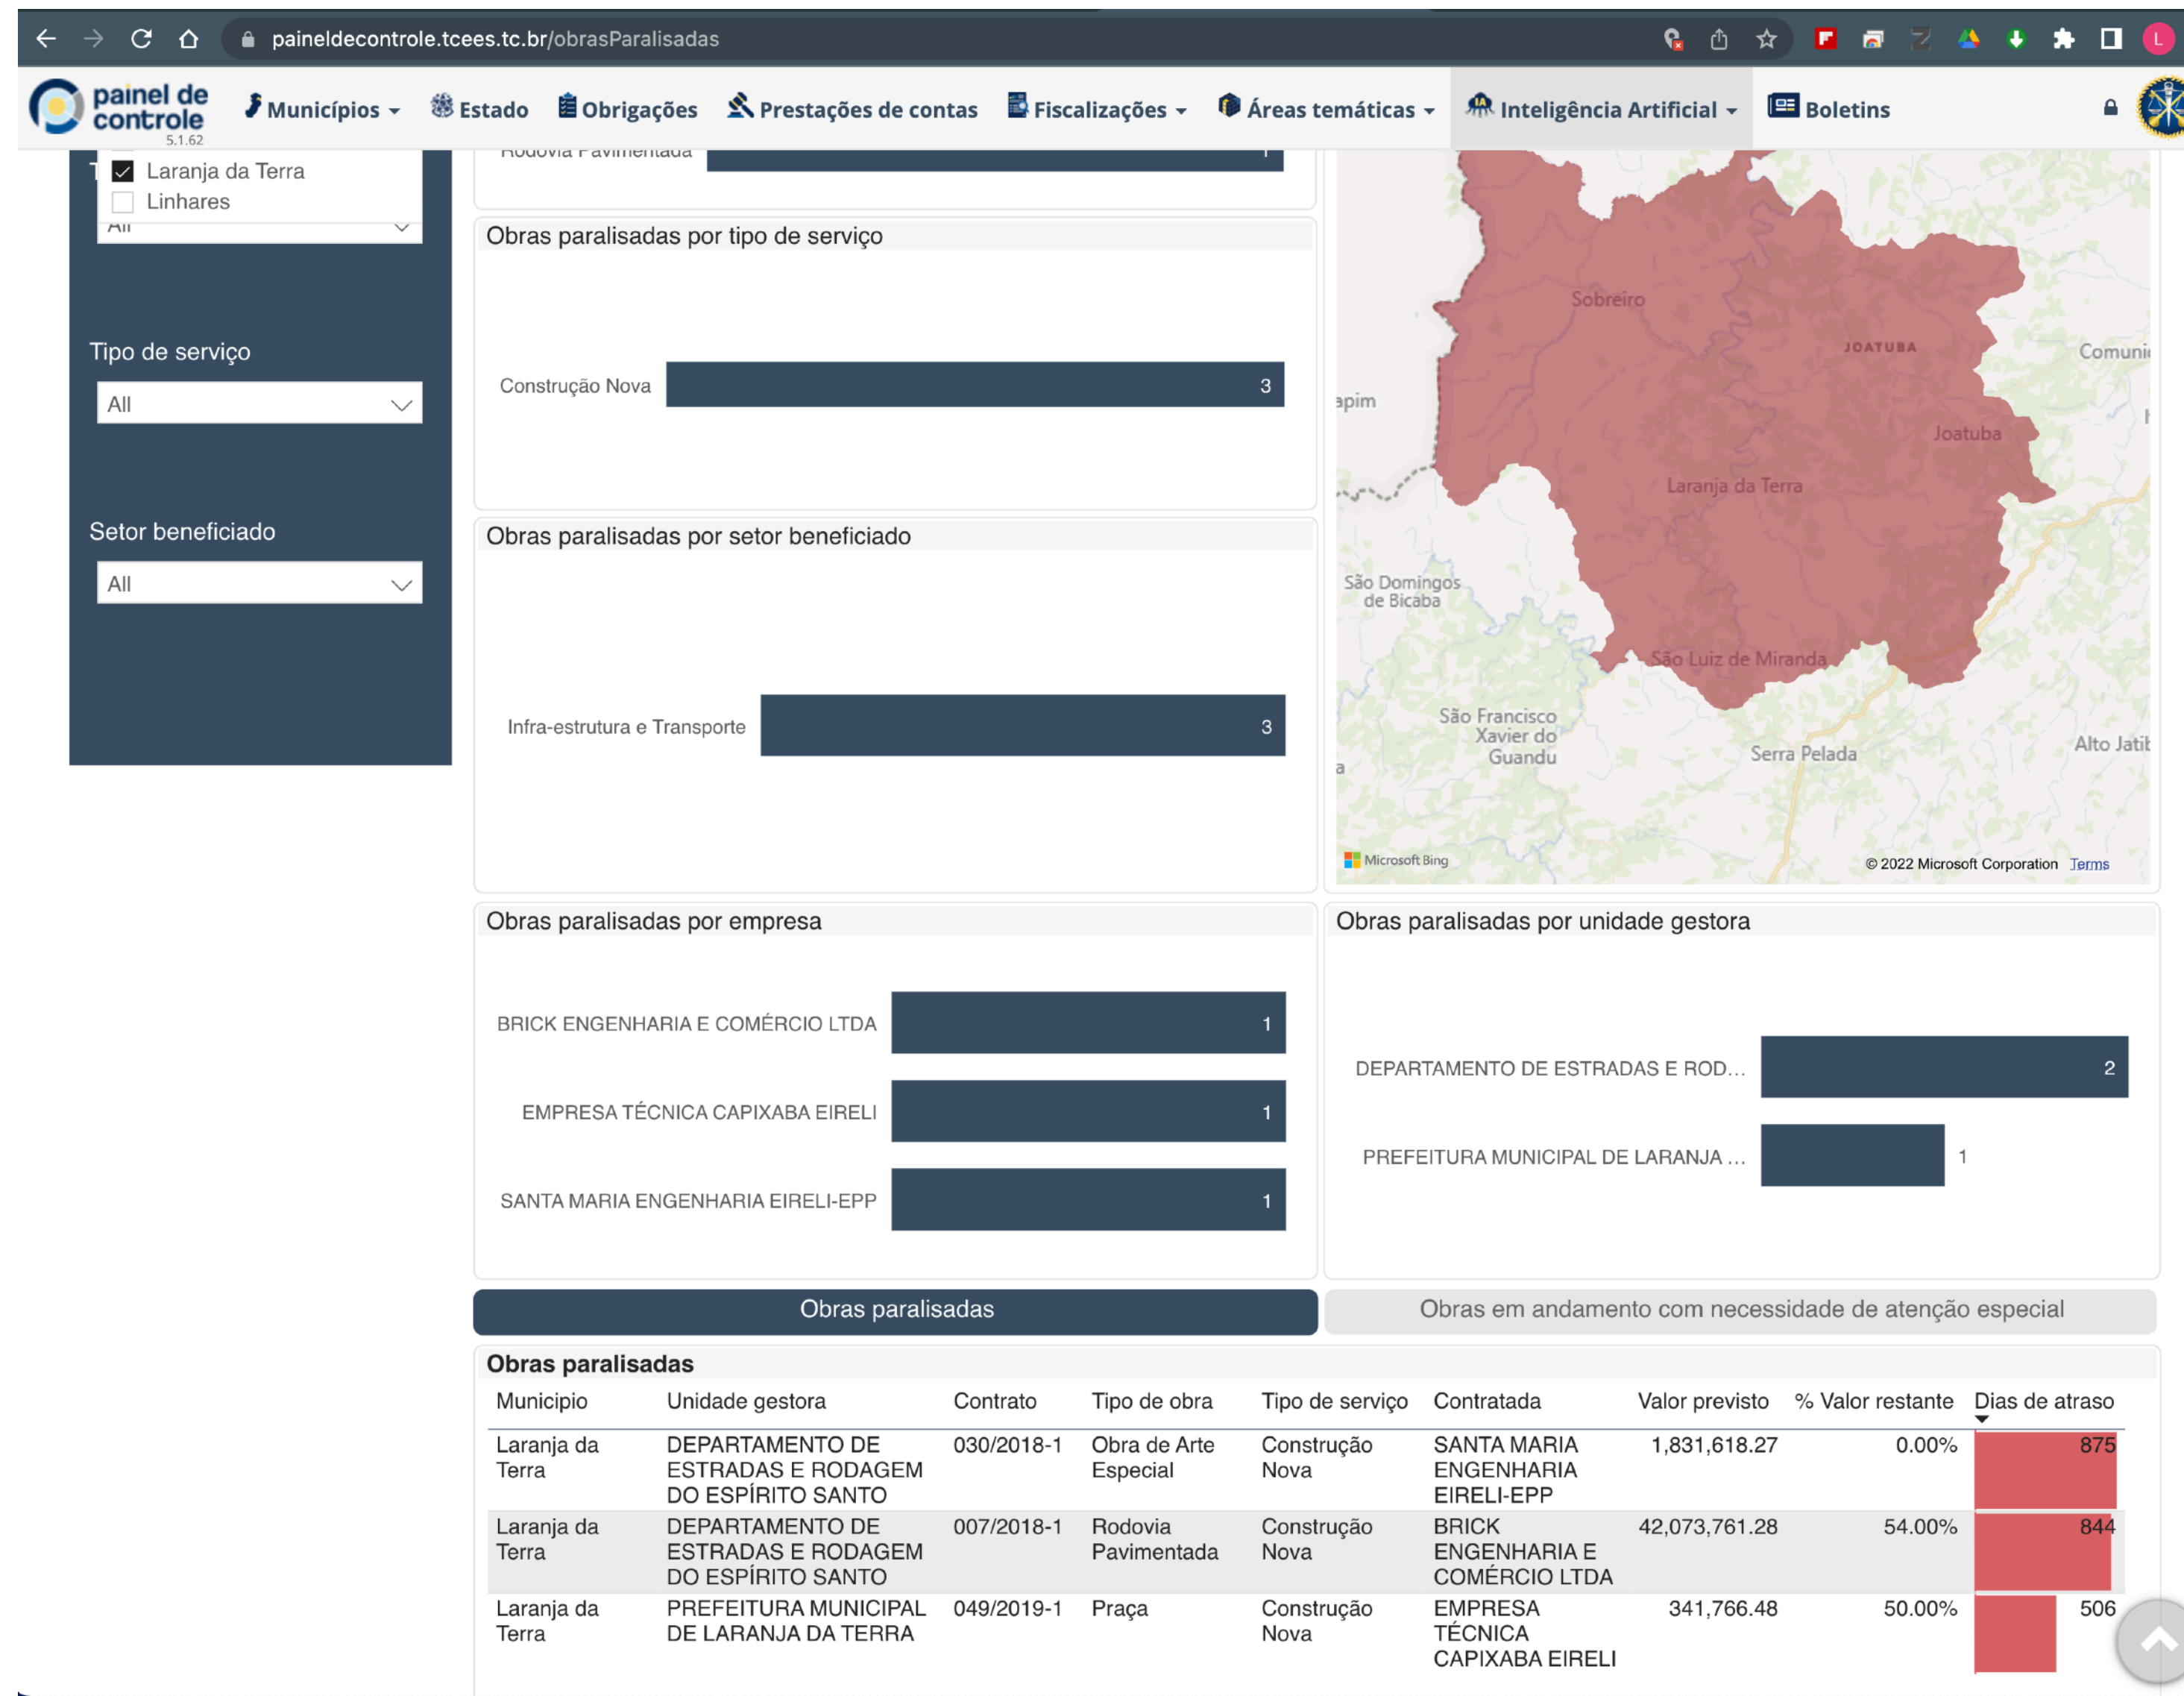 paineldecontrole.tcees.tc.br/obrasParalisadas
L
painel de
controle
5.1.62
Municípios
Estado
Obrigações
Prestações de contas
Fiscalizações
Áreas temáticas
IA
Inteligência Artificial
Boletins
Laranja da Terra
Linhares
All
Tipo de serviço
All
Setor beneficiado
All
Rodovia Pavimentada
1
Obras paralisadas por tipo de serviço
Construção Nova
3
Obras paralisadas por setor beneficiado
Infra-estrutura e Transporte
3
Sobreiro
JOATUBA
Comuni
apim
Joatuba
Laranja da Terra
São Domingos
de Bicaba
São Luiz de Miranda
São Francisco
Xavier do
Guandu
Serra Pelada
Alto Jatib
a
Microsoft Bing
© 2022 Microsoft Corporation Terms
Obras paralisadas por empresa
BRICK ENGENHARIA E COMÉRCIO LTDA
1
EMPRESA TÉCNICA CAPIXABA EIRELI
1
SANTA MARIA ENGENHARIA EIRELI-EPP
1
Obras paralisadas por unidade gestora
DEPARTAMENTO DE ESTRADAS E ROD...
2
PREFEITURA MUNICIPAL DE LARANJA ...
1
Obras paralisadas
Obras em andamento com necessidade de atenção especial
Obras paralisadas
Municipio Unidade gestora Contrato Tipo de obra Tipo de serviço Contratada Valor previsto % Valor restante Dias de atraso
Laranja da DEPARTAMENTO DE 030/2018-1 Obra de Arte Construção SANTA MARIA 1,831,618.27 0.00% 875
Terra ESTRADAS E RODAGEM Especial Nova ENGENHARIA
DO ESPÍRITO SANTO EIRELI-EPP
Laranja da DEPARTAMENTO DE 007/2018-1 Rodovia Construção BRICK 42,073,761.28 54.00% 844
Terra ESTRADAS E RODAGEM Pavimentada Nova ENGENHARIA E
DO ESPÍRITO SANTO COMÉRCIO LTDA
Laranja da PREFEITURA MUNICIPAL 049/2019-1 Praça Construção EMPRESA 341,766.48 50.00% 506
Terra DE LARANJA DA TERRA Nova TÉCNICA
CAPIXABA EIRELI